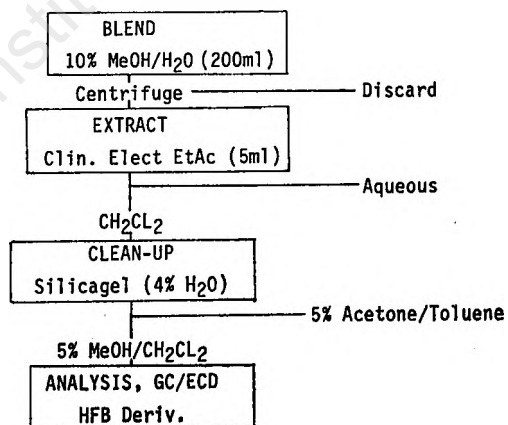 BLEND
10% MeOH/H2O (200ml)
Centrifuge
Discard
EXTRACT
Clin. Elect EtAc (5ml)
Aqueous
CH2CL2
CLEAN-UP
Silicagel (4% H2O)
5% Acetone/Toluene
5% MeOH/CH2CL2
ANALYSIS, GC/ECD
HFB Deriv.